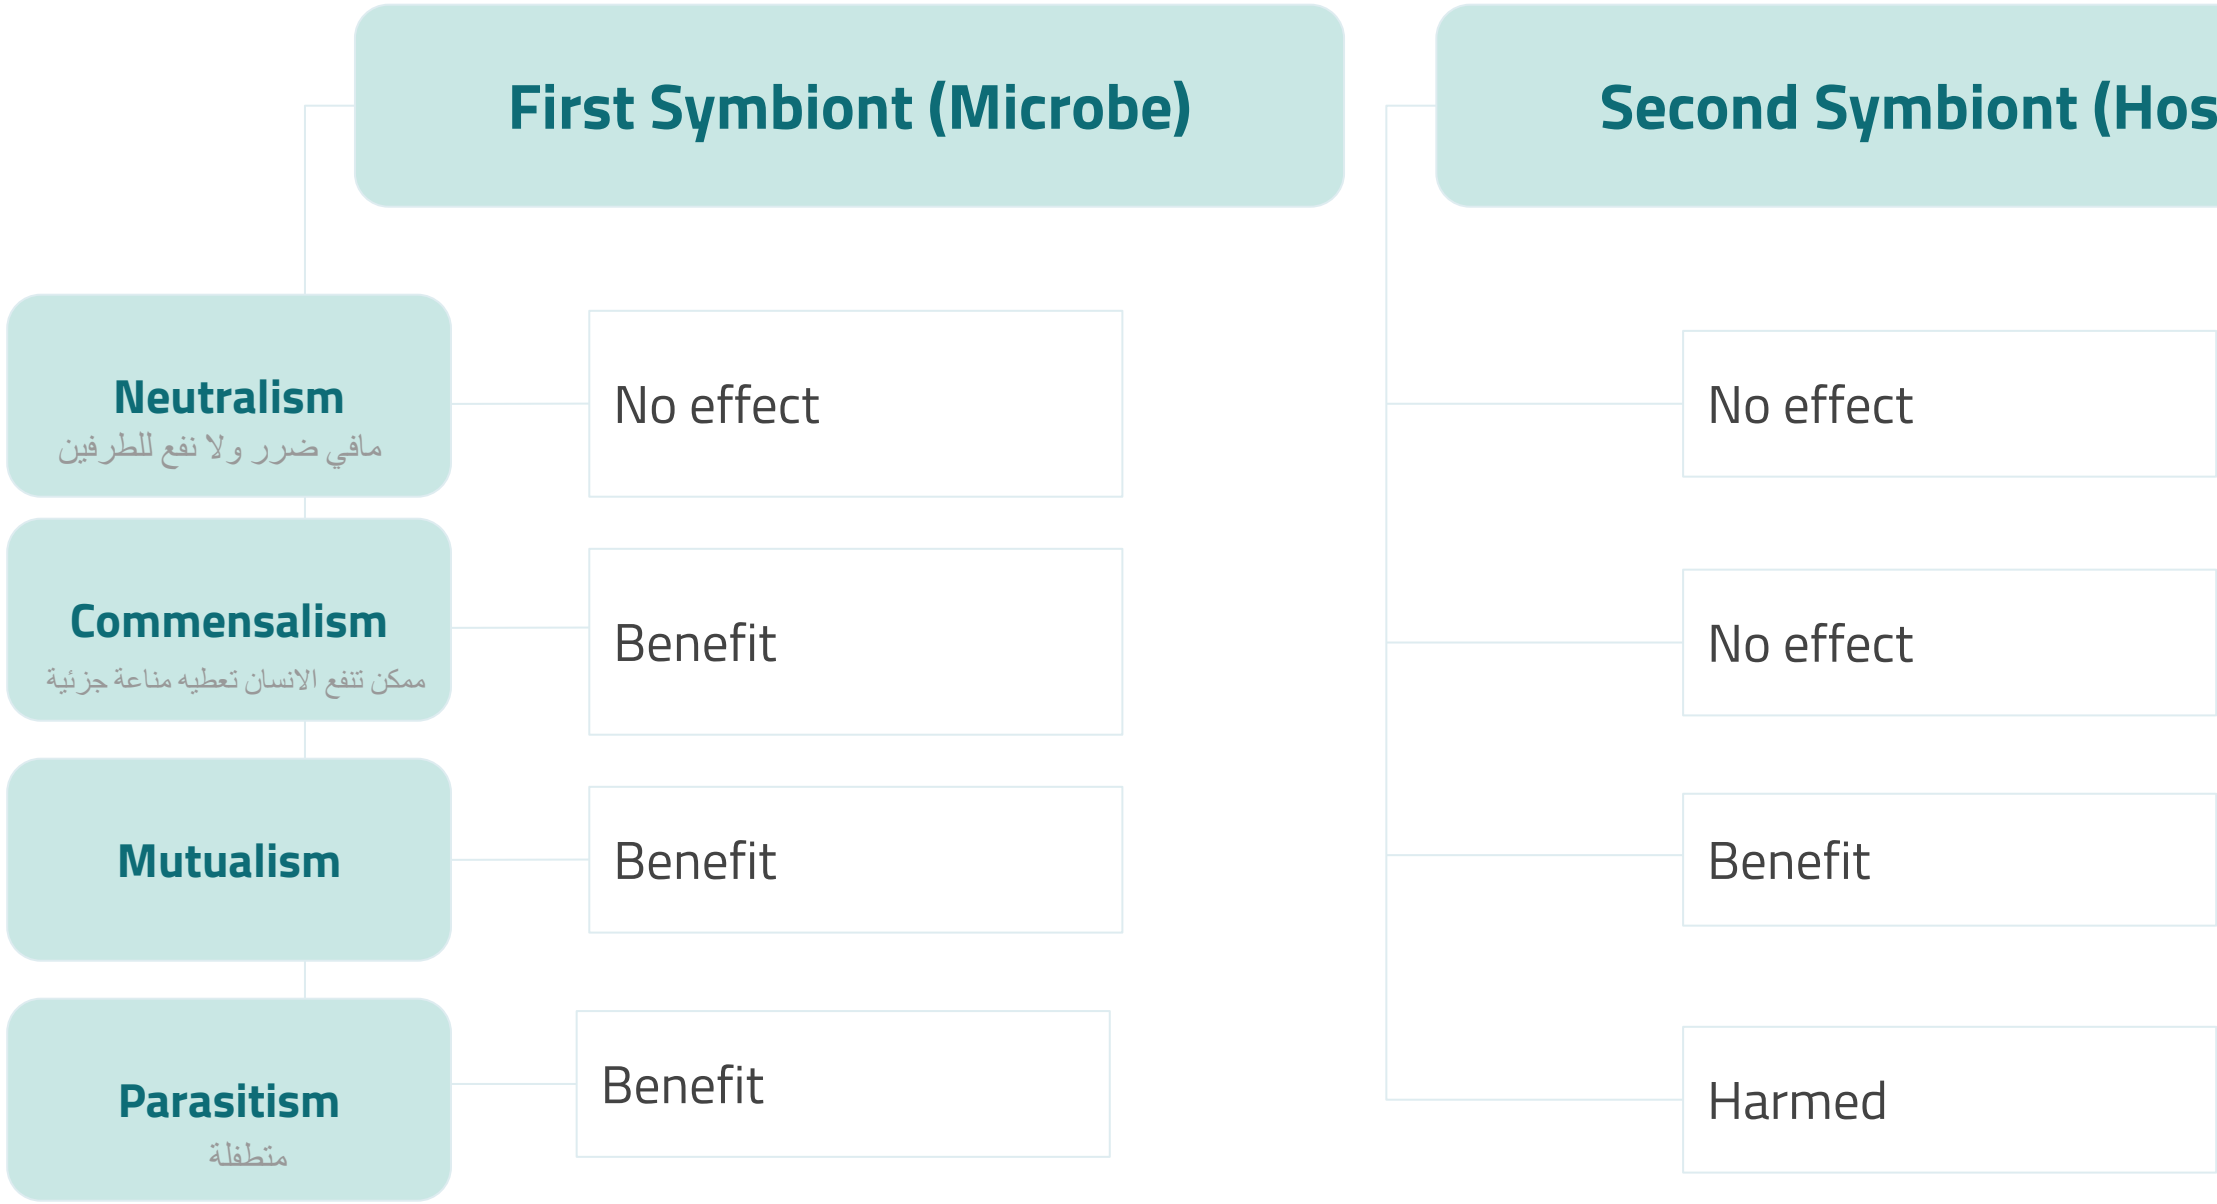 First Symbiont (Microbe)
Second Symbiont (Hos
Neutralism
مافي ضرر ولا نفع للطرفين
No effect
No effect
Commensalism
ممكن تنفع الانسان تعطيه مناعة جزئية
Benefit
No effect
Mutualism
Benefit
Benefit
Parasitism
متطفلة
Benefit
Harmed